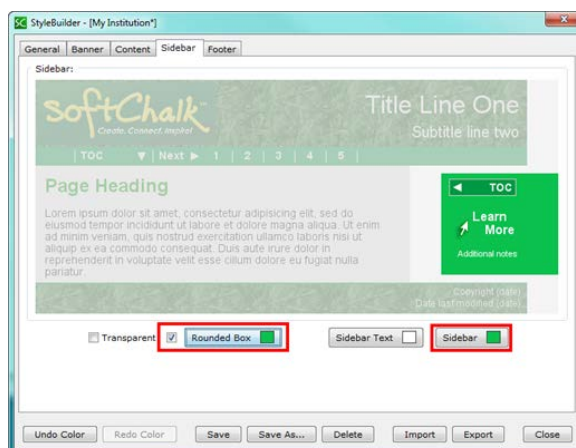 StyleBuilder - [My Institution*]
General Banner Content Sidebar Footer
Sidebar:
SoftChalk
Create. Connect. Inspire!
Title Line One
Subtitle line two
TOC ▼ | Next ▶ | 1 | 2 | 3 | 4 | 5 |
Page Heading
Lorem ipsum dolor sit amet, consectetur adipisicing elit, sed do
eiusmod tempor incididunt ut labore et dolore magna aliqua. Ut enim
ad minim veniam, quis nostrud exercitation ullamco laboris nisi ut
aliquip ex ea commodo consequat. Duis aute irure dolor in
reprehenderit in voluptate velit esse cillum dolore eu fugiat nulla
pariatur.
◀ TOC
Learn
More
Additional notes
Copyright (date)
Date last modified (date)
Transparent Rounded Box Sidebar Text Sidebar
Undo Color Redo Color Save Save As... Delete Import Export Close